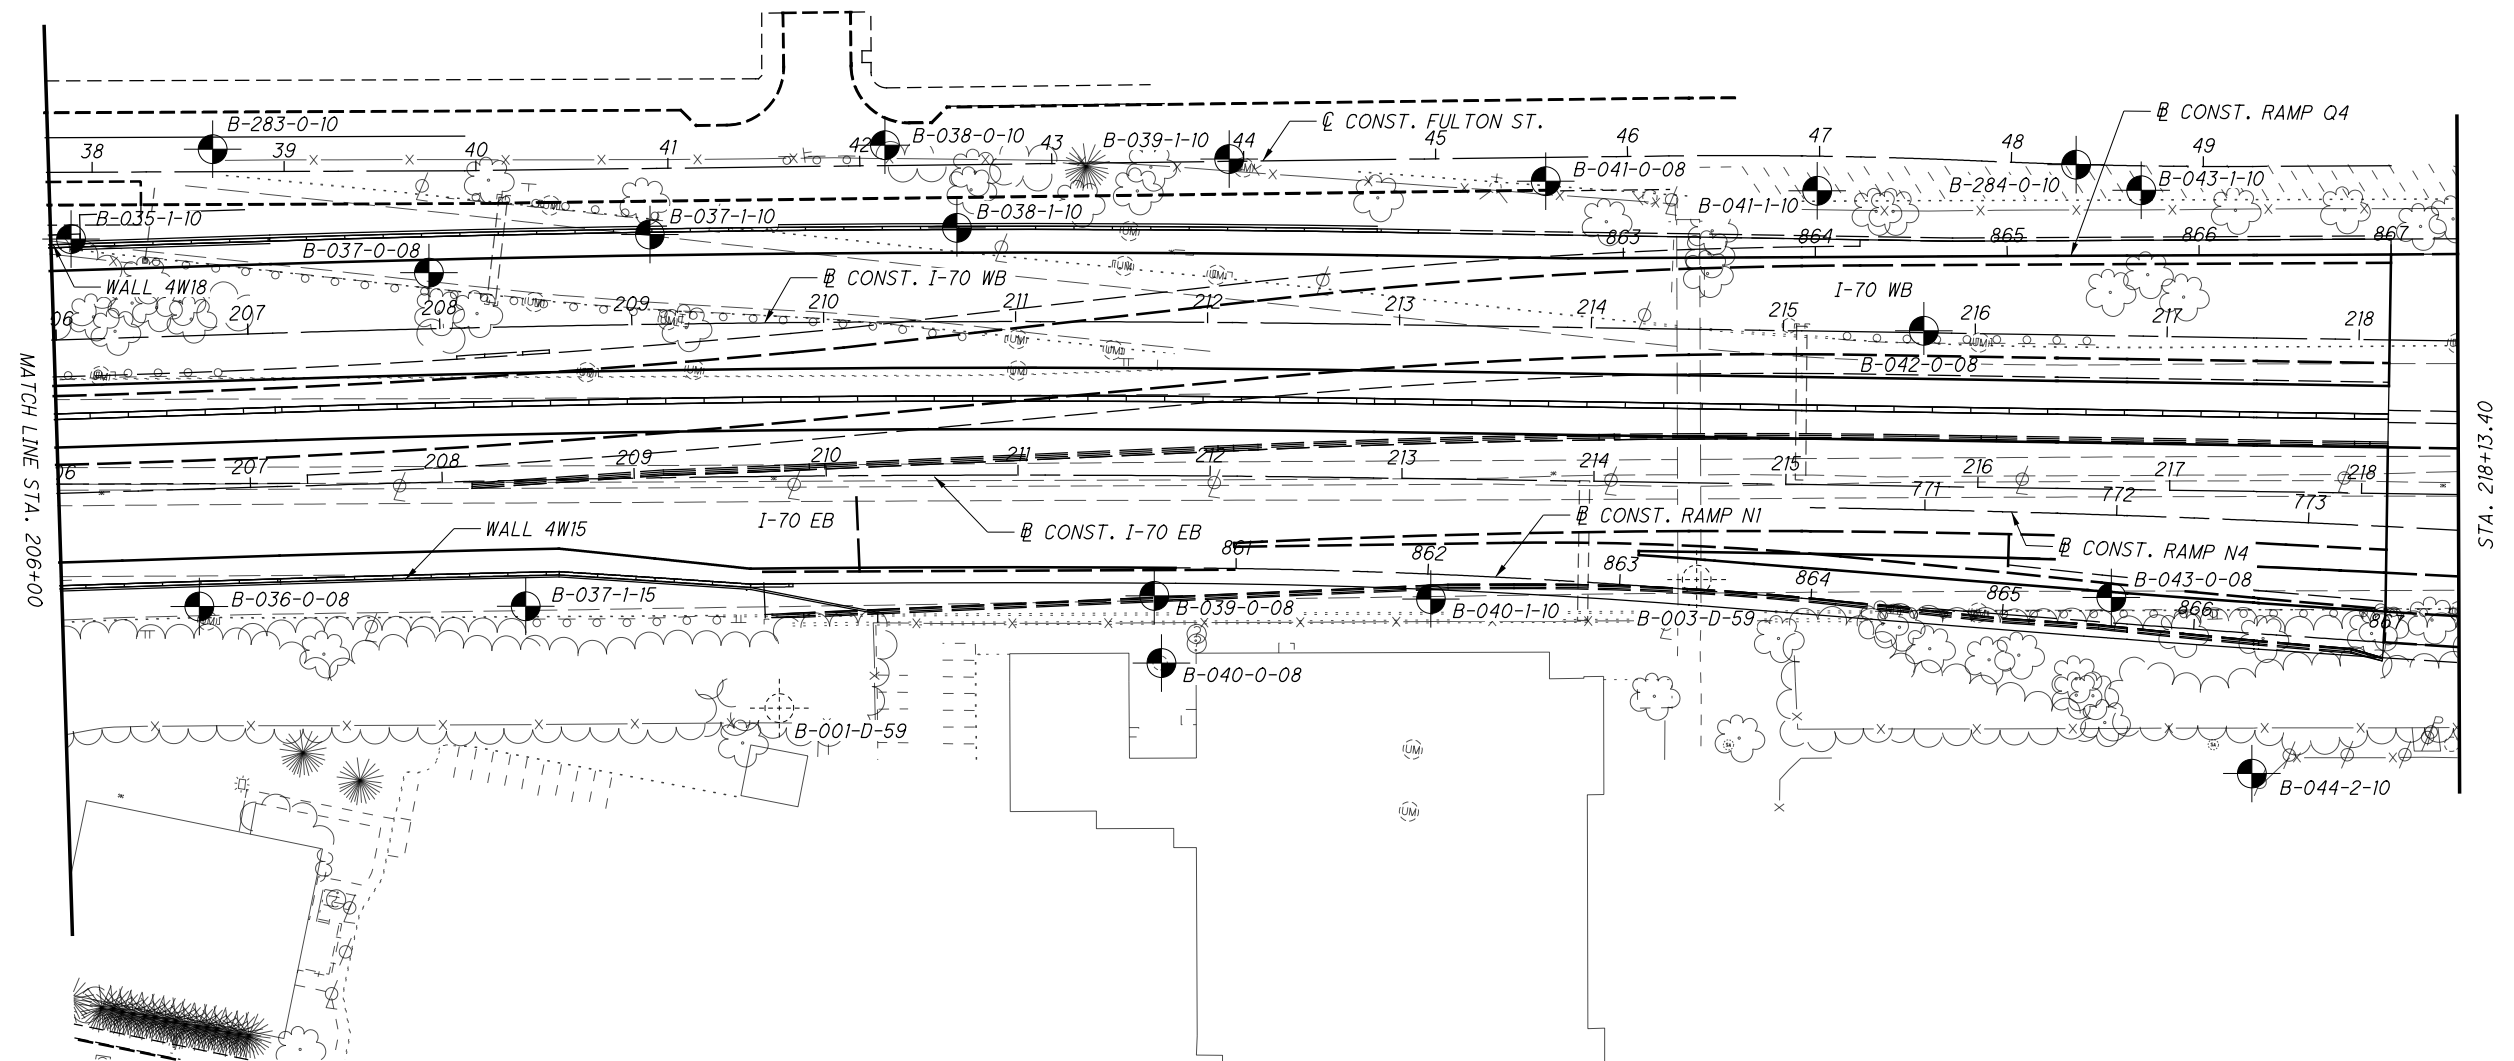 B-283-0-10
38
39
40
41
42
B-038-0-10
43
B-039-1-10
44
℄ CONST. FULTON ST.
45
46
47
48
49
℄ CONST. RAMP Q4
B-041-0-08
B-284-0-10
B-043-1-10
B-035-1-10
B-037-1-10
B-038-1-10
B-041-1-10
B-037-0-08
863
864
865
866
867
WALL 4W18
℄ CONST. I-70 WB
I-70 WB
06
207
208
209
210
211
212
213
214
215
216
217
218
B-042-0-08
MATCH LINE STA. 206+00
STA. 218+13.40
06
207
208
209
210
211
212
213
214
215
216
217
218
771
772
773
WALL 4W15
I-70 EB
℄ CONST. I-70 EB
℄ CONST. RAMP N1
℄ CONST. RAMP N4
861
862
863
864
865
866
867
B-036-0-08
B-037-1-15
B-039-0-08
B-040-1-10
B-003-D-59
B-043-0-08
B-040-0-08
B-001-D-59
B-044-2-10
UM
UM